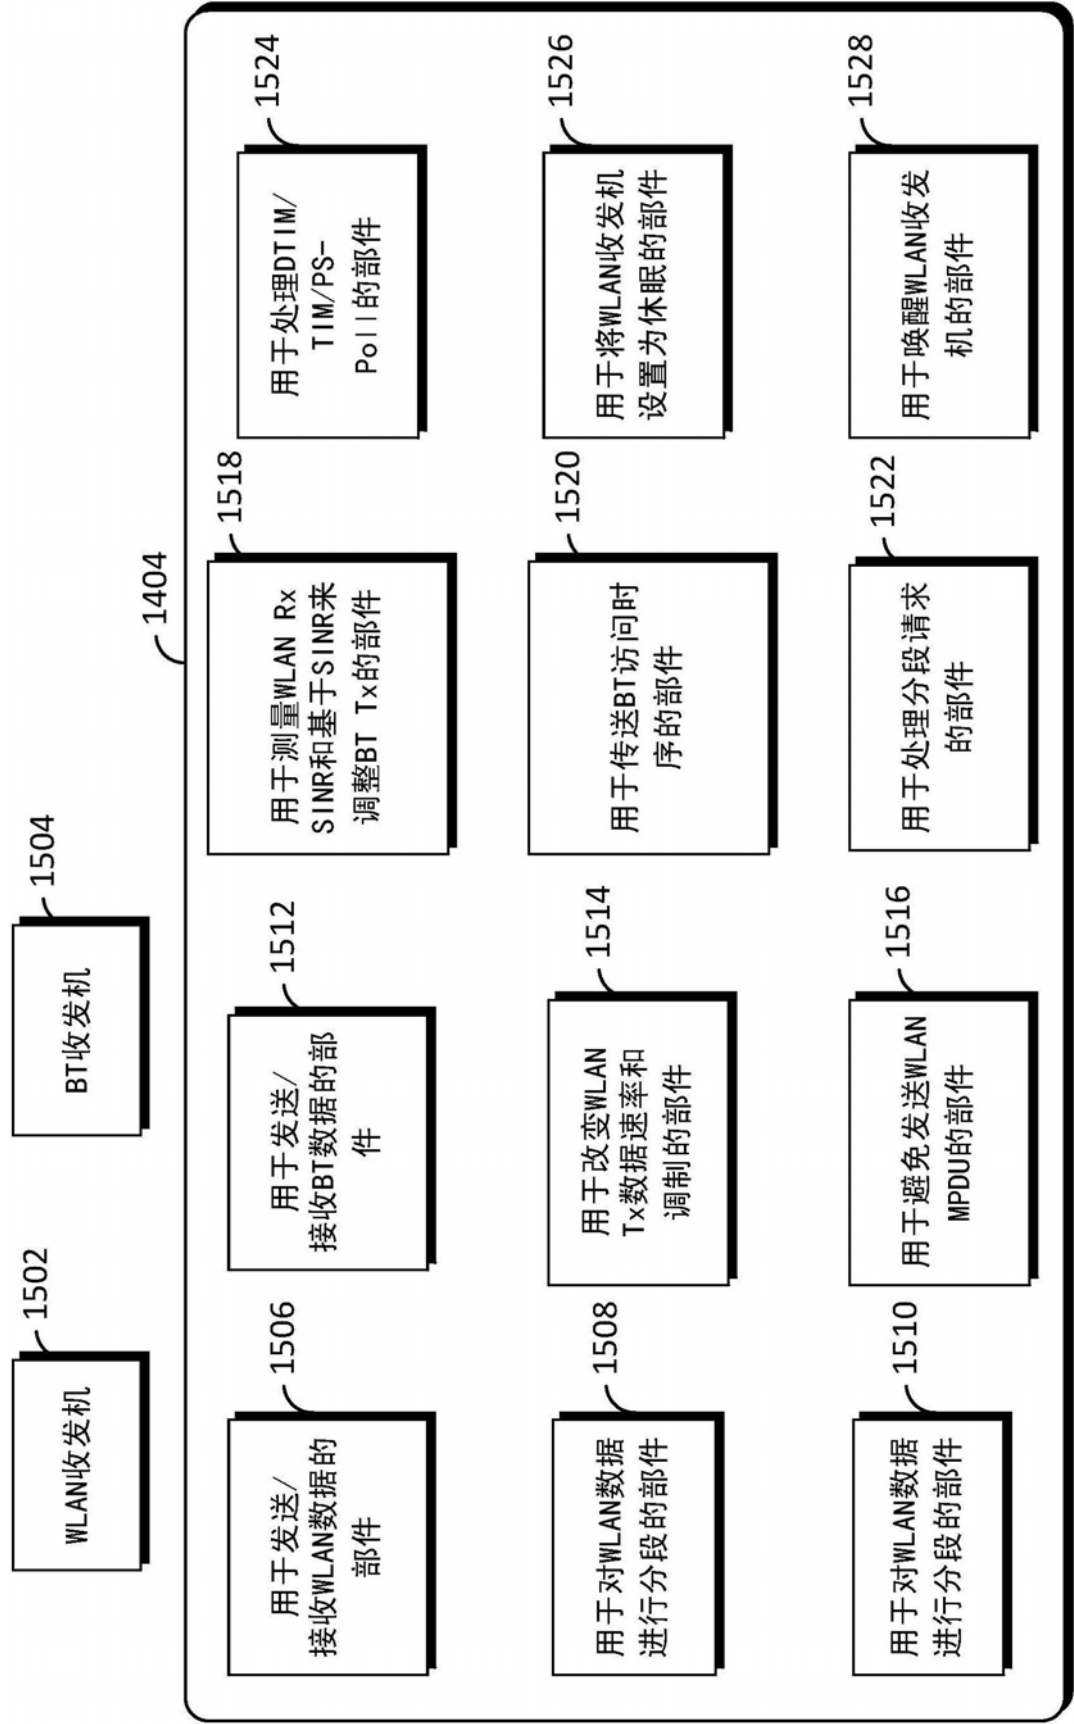 1502
WLAN收发机
1504
BT收发机
1404
1506
用于发送/
接收WLAN数据的
部件
1512
用于发送/
接收BT数据的部
件
1518
用于测量WLAN Rx
SINR和基于SINR来
调整BT Tx的部件
1524
用于处理DTIM/
TIM/PS-
Poll的部件
1508
用于对WLAN数据
进行分段的部件
1514
用于改变WLAN
Tx数据速率和
调制的部件
1520
用于传送BT访问时
序的部件
1526
用于将WLAN收发机
设置为休眠的部件
1510
用于对WLAN数据
进行分段的部件
1516
用于避免发送WLAN
MPDU的部件
1522
用于处理分段请求
的部件
1528
用于唤醒WLAN收发
机的部件